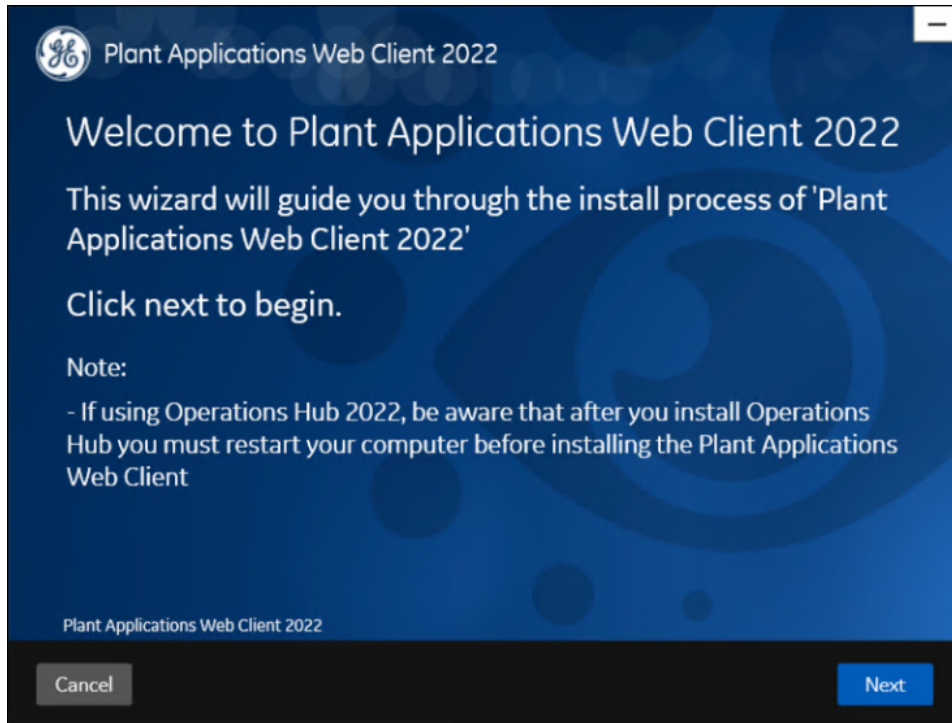 Plant Applications Web Client 2022
Welcome to Plant Applications Web Client 2022
This wizard will guide you through the install process of 'Plant
Applications Web Client 2022'
Click next to begin.
Note:
- If using Operations Hub 2022, be aware that after you install Operations
Hub you must restart your computer before installing the Plant Applications
Web Client
Plant Applications Web Client 2022
Cancel
Next